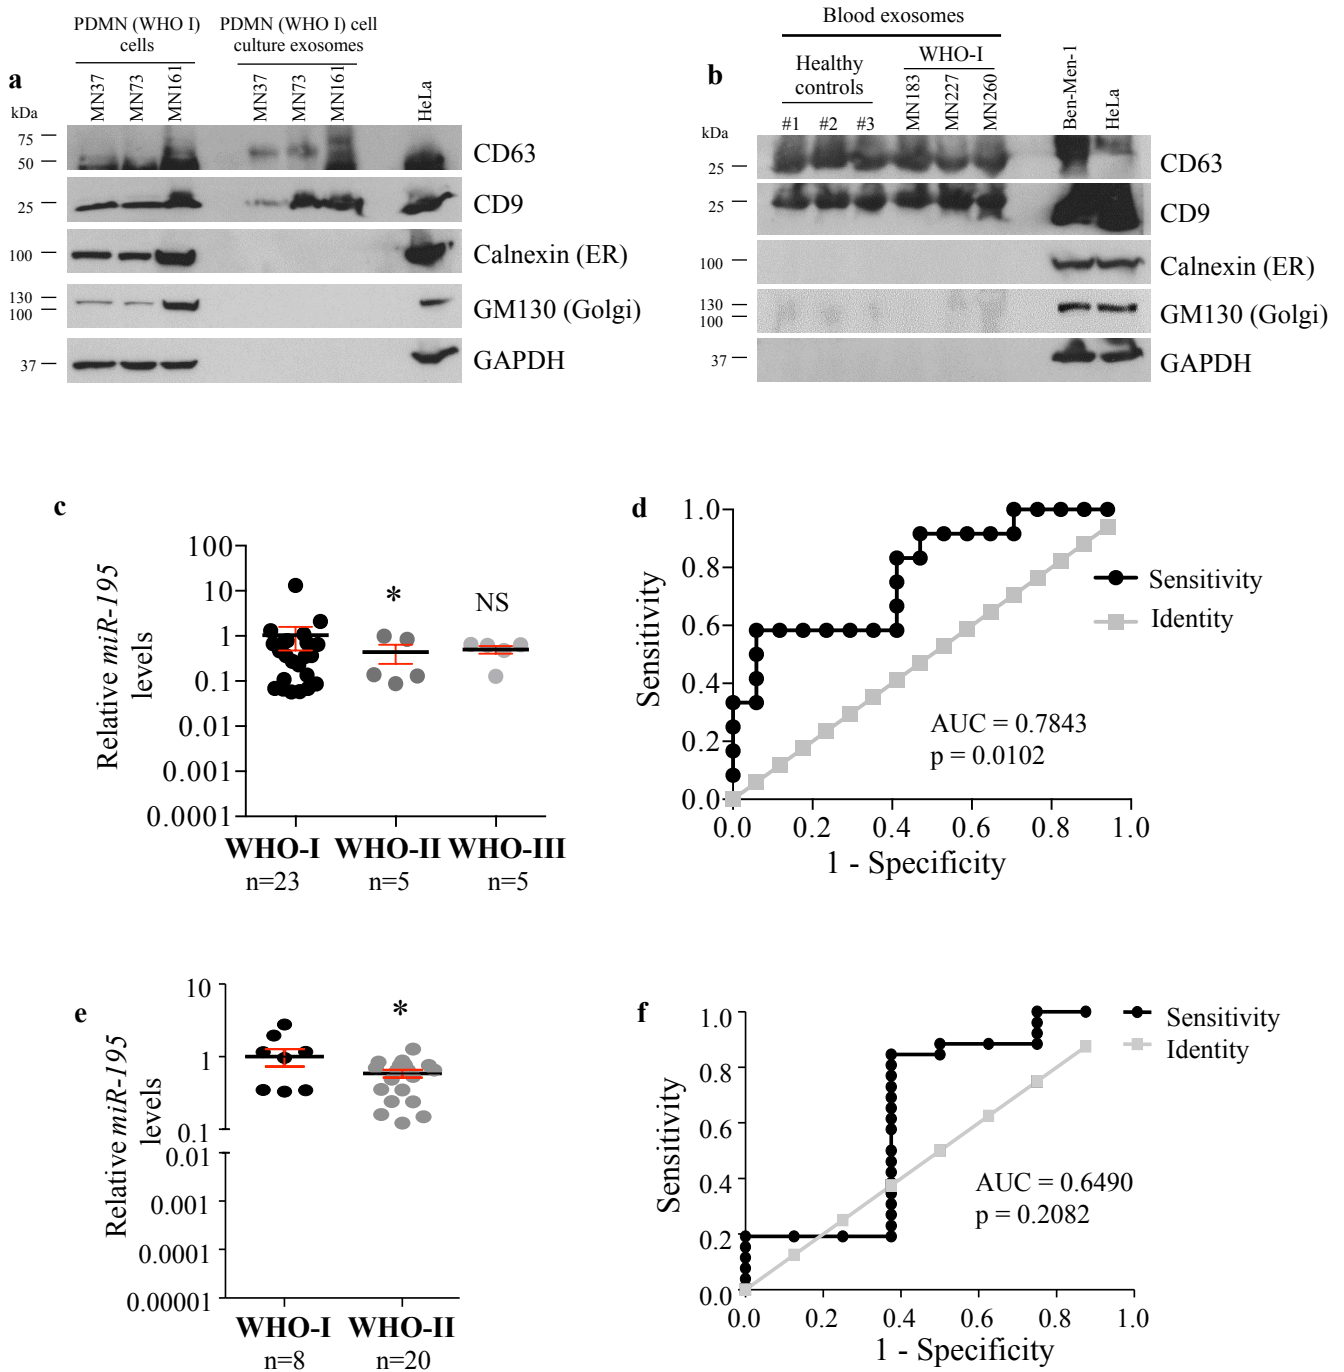 a
PDMN (WHO I)
cells
PDMN (WHO I) cell
culture exosomes
MN37
MN73
MN161
MN37
MN73
MN161
HeLa
kDa
75
50
CD63
25
CD9
100
Calnexin (ER)
130
100
GM130 (Golgi)
37
GAPDH
b
Blood exosomes
Healthy
controls
WHO-I
#1
#2
#3
MN183
MN227
MN260
Ben-Men-1
HeLa
kDa
25
CD63
25
CD9
100
Calnexin (ER)
130
100
GM130 (Golgi)
37
GAPDH
c
Relative miR-195
levels
100
10
1
0.1
0.01
0.001
0.0001
*
NS
WHO-I WHO-II WHO-III
n=23 n=5 n=5
d
Sensitivity
1.0
0.8
0.6
0.4
0.2
0.0
Sensitivity
Identity
AUC = 0.7843
p = 0.0102
0.0 0.2 0.4 0.6 0.8 1.0
1 - Specificity
e
Relative miR-195
levels
10
1
0.1
0.01
0.001
0.0001
0.00001
*
WHO-I WHO-II
n=8 n=20
f
Sensitivity
1.0
0.8
0.6
0.4
0.2
0.0
Sensitivity
Identity
AUC = 0.6490
p = 0.2082
0.0 0.2 0.4 0.6 0.8 1.0
1 - Specificity